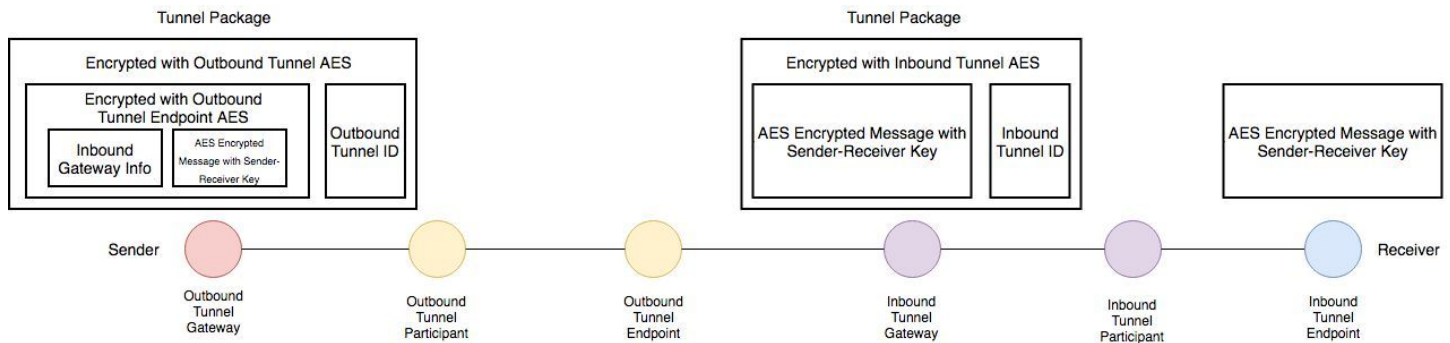 Tunnel Package
Encrypted with Outbound Tunnel AES
Encrypted with Outbound
Tunnel Endpoint AES
Inbound
Gateway Info
AES Encrypted
Message with Sender-
Receiver Key
Outbound
Tunnel ID
Tunnel Package
Encrypted with Inbound Tunnel AES
AES Encrypted Message with
Sender-Receiver Key
Inbound
Tunnel ID
AES Encrypted Message with
Sender-Receiver Key
Sender
Receiver
Outbound
Tunnel
Gateway
Outbound
Tunnel
Participant
Outbound
Tunnel
Endpoint
Inbound
Tunnel
Gateway
Inbound
Tunnel
Participant
Inbound
Tunnel
Endpoint